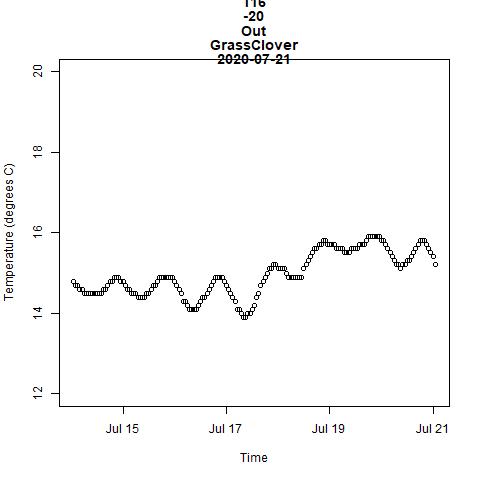 T16
-20
Out
GrassClover
2020-07-21
20
18
16
14
12
Temperature (degrees C)
Jul 15
Jul 17
Jul 19
Jul 21
Time